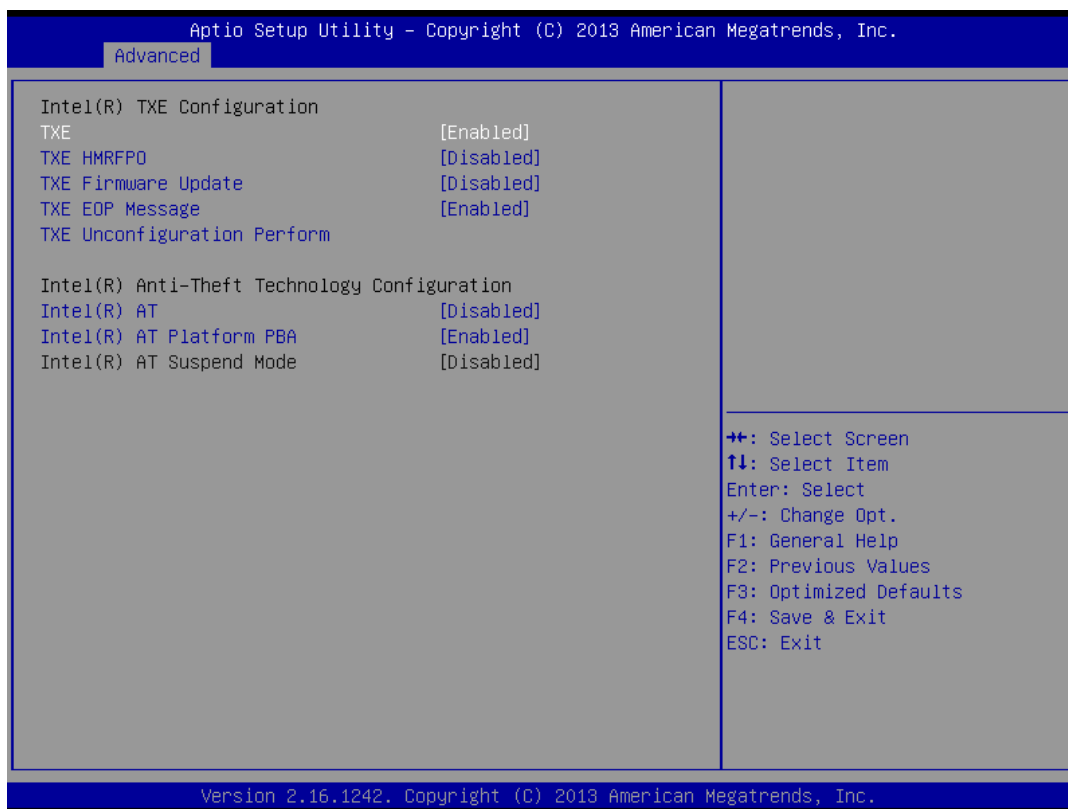 Aptio Setup Utility – Copyright (C) 2013 American Megatrends, Inc.
Advanced
Intel(R) TXE Configuration
TXE [Enabled]
TXE HMRFPO [Disabled]
TXE Firmware Update [Disabled]
TXE EOP Message [Enabled]
TXE Unconfiguration Perform
Intel(R) Anti-Theft Technology Configuration
Intel(R) AT [Disabled]
Intel(R) AT Platform PBA [Enabled]
Intel(R) AT Suspend Mode [Disabled]
→←: Select Screen
↑↓: Select Item
Enter: Select
+/-: Change Opt.
F1: General Help
F2: Previous Values
F3: Optimized Defaults
F4: Save & Exit
ESC: Exit
Version 2.16.1242. Copyright (C) 2013 American Megatrends, Inc.